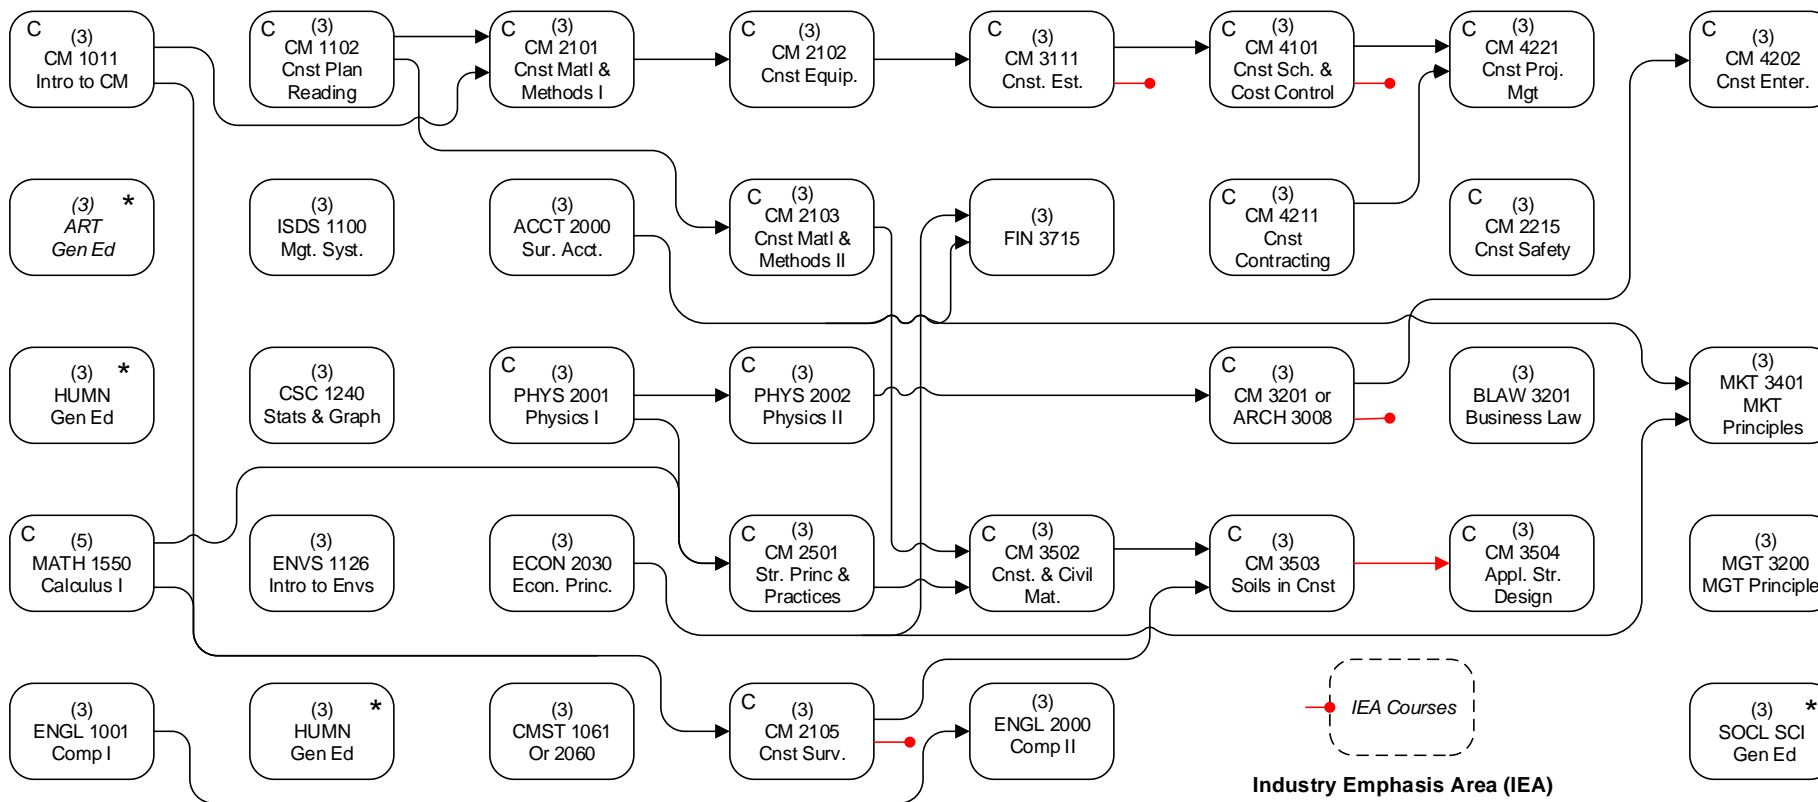 C (3)
CM 1011
Intro to CM
C (3)
CM 1102
Cnst Plan
Reading
C (3)
CM 2101
Cnst Matl &
Methods I
C (3)
CM 2102
Cnst Equip.
C (3)
CM 3111
Cnst. Est.
C (3)
CM 4101
Cnst Sch. &
Cost Control
C (3)
CM 4221
Cnst Proj.
Mgt
C (3)
CM 4202
Cnst Enter.
(3) *
ART
Gen Ed
(3)
ISDS 1100
Mgt. Syst.
(3)
ACCT 2000
Sur. Acct.
C (3)
CM 2103
Cnst Matl &
Methods II
(3)
FIN 3715
C (3)
CM 4211
Cnst
Contracting
C (3)
CM 2215
Cnst Safety
(3) *
HUMN
Gen Ed
(3)
CSC 1240
Stats & Graph
C (3)
PHYS 2001
Physics I
(3)
PHYS 2002
Physics II
C (3)
CM 3201 or
ARCH 3008
(3)
BLAW 3201
Business Law
(3)
MKT 3401
MKT
Principles
C (5)
MATH 1550
Calculus I
(3)
ENVS 1126
Intro to Envs
(3)
ECON 2030
Econ. Princ.
C (3)
CM 2501
Str. Princ &
Practices
C (3)
CM 3502
Cnst. & Civil
Mat.
C (3)
CM 3503
Soils in Cnst
C (3)
CM 3504
Appl. Str.
Design
(3)
MGT 3200
MGT Principle
(3)
ENGL 1001
Comp I
(3) *
HUMN
Gen Ed
(3)
CMST 1061
Or 2060
C (3)
CM 2105
Cnst Surv.
(3)
ENGL 2000
Comp II
IEA Courses
(3) *
SOCL SCI
Gen Ed
Industry Emphasis Area (IEA)